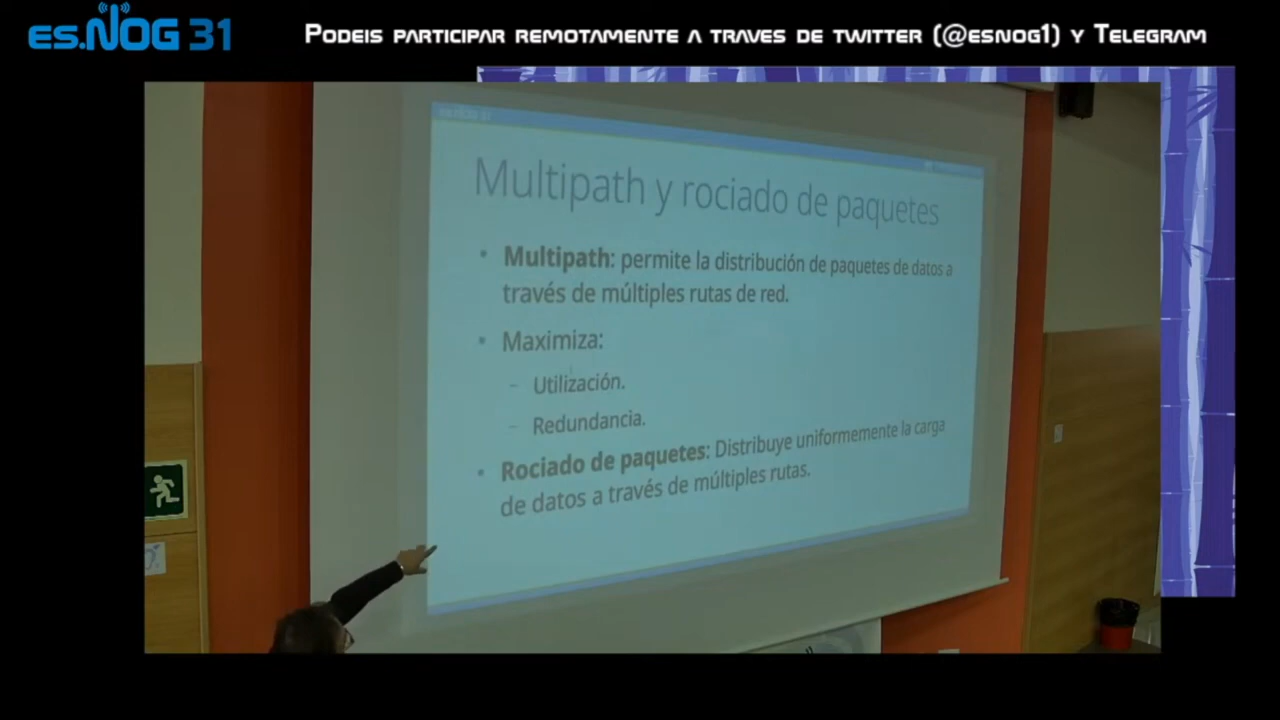 es.NOG 31
PODEIS PARTICIPAR REMOTAMENTE A TRAVES DE TWITTER (@ESNOG1) Y TELEGRAM
Multipath y rociado de paquetes
• Multipath: permite la distribución de paquetes de datos a
través de múltiples rutas de red.
• Maximiza:
– Utilización.
– Redundancia.
• Rociado de paquetes: Distribuye uniformemente la carga
de datos a través de múltiples rutas.